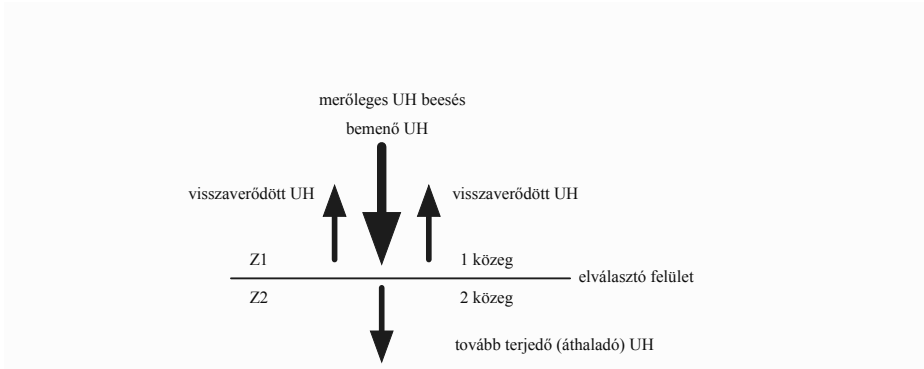 merőleges UH beesés
bemenő UH
visszaverődött UH
visszaverődött UH
Z1
1 közeg
elválasztó felület
Z2
2 közeg
tovább terjedő (áthaladó) UH